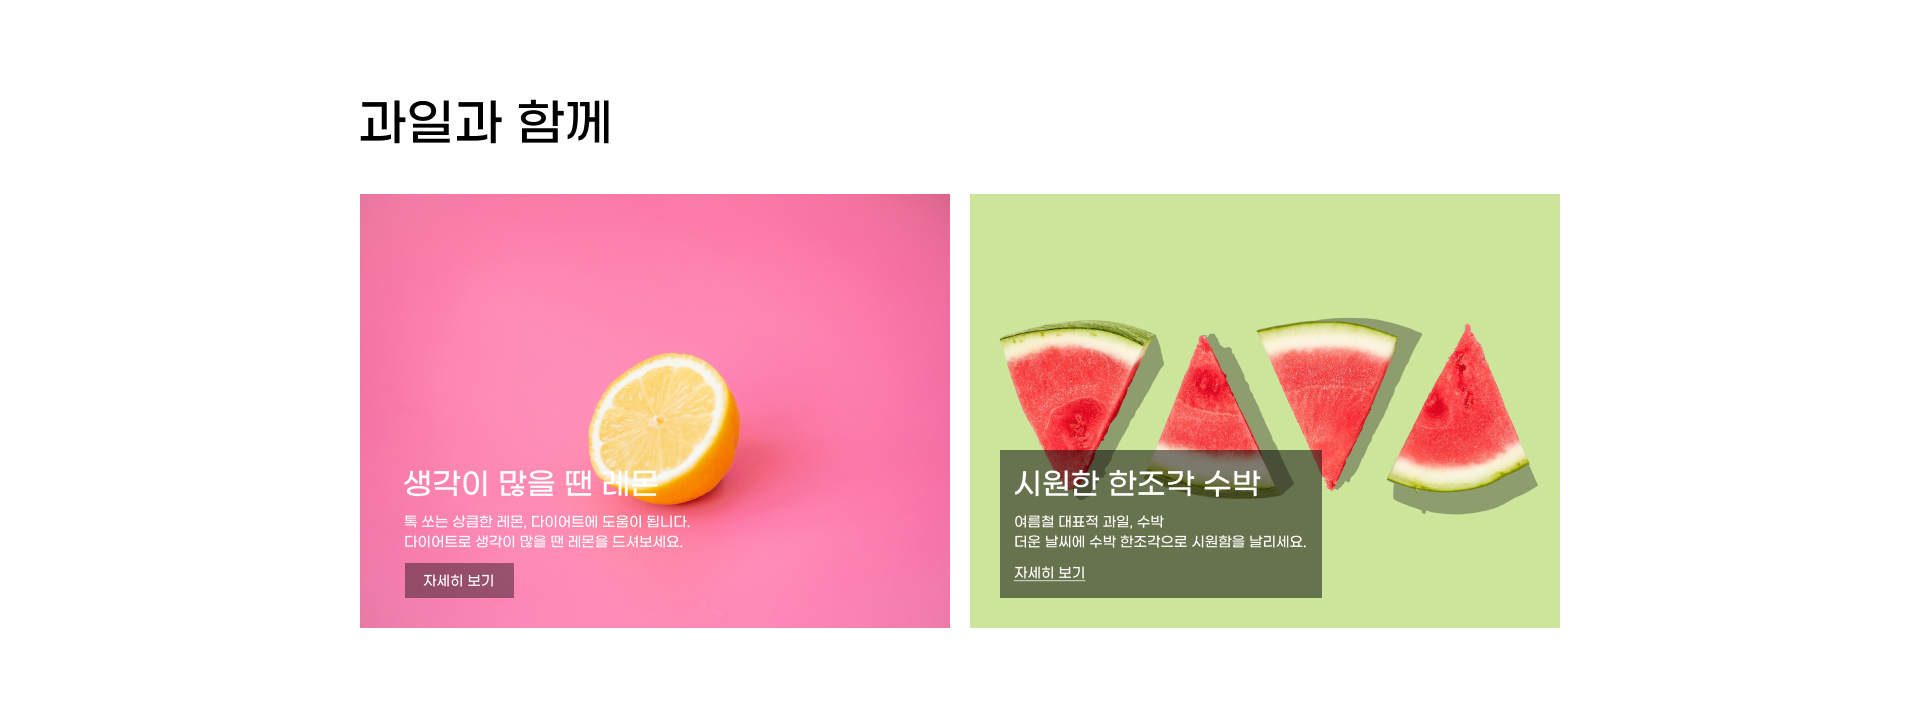 과일과 함께
생각이 많을 땐 레몬
톡 쏘는 상큼한 레몬, 다이어트에 도움이 됩니다.
다이어트로 생각이 많을 땐 레몬을 드셔보세요.
자세히 보기
시원한 한조각 수박
여름철 대표적 과일, 수박
더운 날씨에 수박 한조각으로 시원함을 날리세요.
자세히 보기